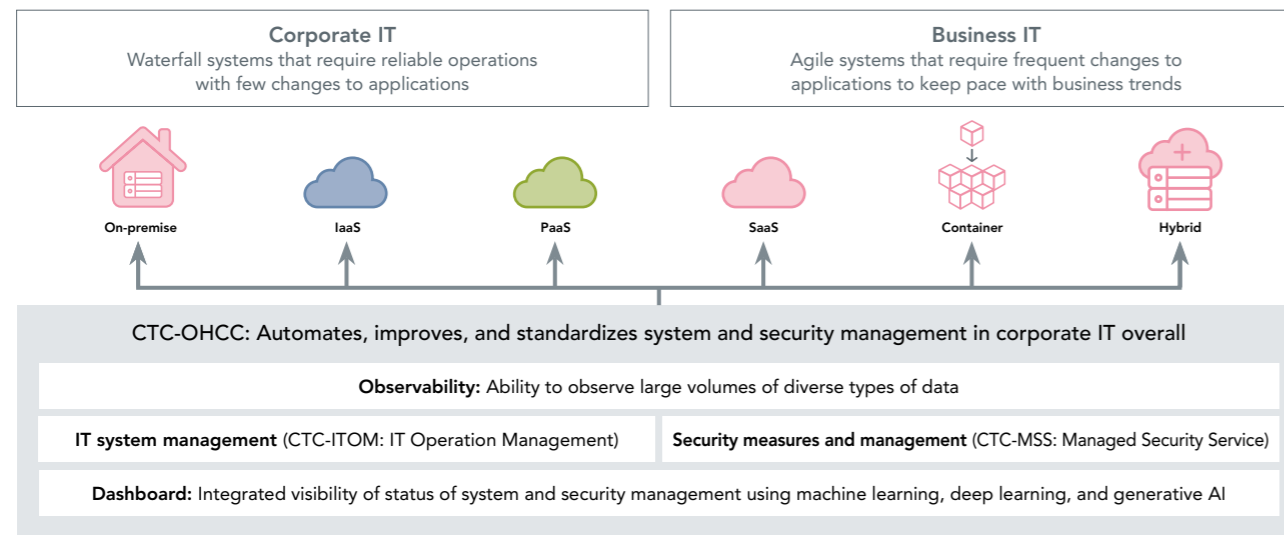 Corporate IT
Waterfall systems that require reliable operations
with few changes to applications
Business IT
Agile systems that require frequent changes to
applications to keep pace with business trends
On-premise
IaaS
PaaS
SaaS
Container
Hybrid
CTC-OHCC: Automates, improves, and standardizes system and security management in corporate IT overall
Observability: Ability to observe large volumes of diverse types of data
IT system management (CTC-ITOM: IT Operation Management)
Security measures and management (CTC-MSS: Managed Security Service)
Dashboard: Integrated visibility of status of system and security management using machine learning, deep learning, and generative AI